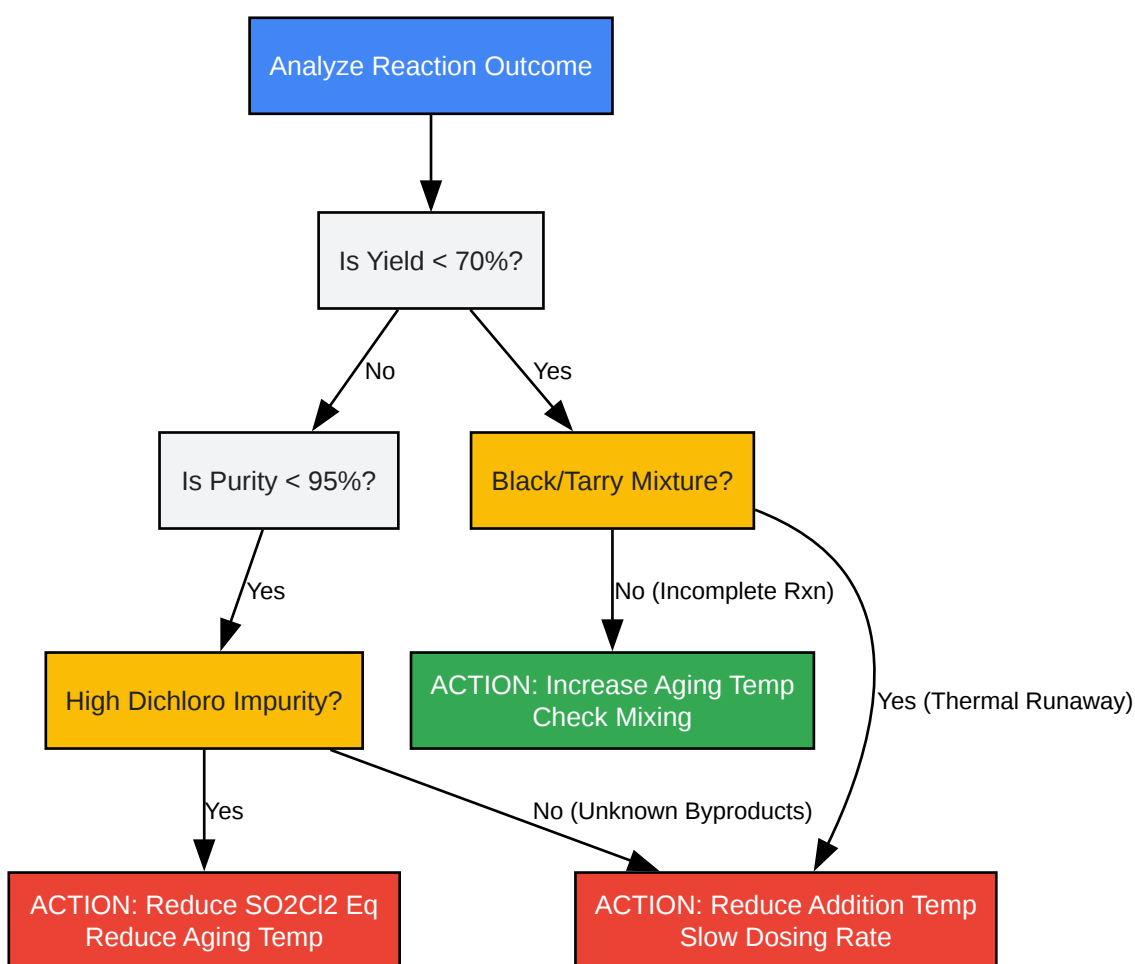 Analyze Reaction Outcome
Is Yield < 70%?
No
Yes
Is Purity < 95%?
Black/Tarry Mixture?
Yes
No (Incomplete Rxn)
High Dichloro Impurity?
ACTION: Increase Aging Temp
Check Mixing
Yes (Thermal Runaway)
Yes
No (Unknown Byproducts)
ACTION: Reduce SO2Cl2 Eq
Reduce Aging Temp
ACTION: Reduce Addition Temp
Slow Dosing Rate